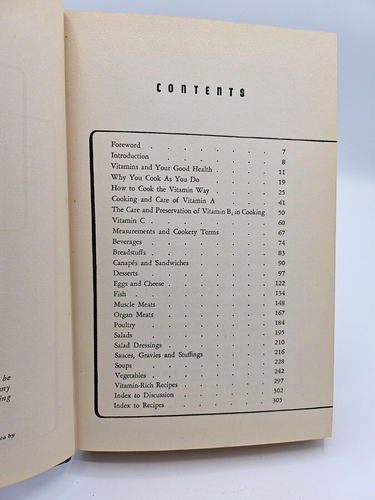 CONTENTS
Foreword . . . . . . . 7
Introduction . . . . . . . 8
Vitamins and Your Good Health . . . . 11
Why You Cook As You Do . . . . . 19
How to Cook the Vitamin Way . . . . . 25
Cooking and Care of Vitamin A . . . . 41
The Care and Preservation of Vitamin B, in Cooking 50
Vitamin C . . . . . . . 60
Measurements and Cookery Terms . . . . 67
Beverages . . . . . . . 74
Breadstuffs . . . . . . . 83
Canapés and Sandwiches . . . . . 90
Desserts . . . . . . . 97
Eggs and Cheese . . . . . . 122
Fish . . . . . . . . 134
Muscle Meats . . . . . . 148
Organ Meats . . . . . . 167
Poultry . . . . . . . 184
Salads . . . . . . . 195
Salad Dressings . . . . . . 210
Sauces, Gravies and Stuffings . . . . 216
Soups . . . . . . . 228
Vegetables . . . . . . . 242
Vitamin-Rich Recipes . . . . . . 297
Index to Discussion . . . . . . 302
Index to Recipes . . . . . . 305
be
any
ing
ca by